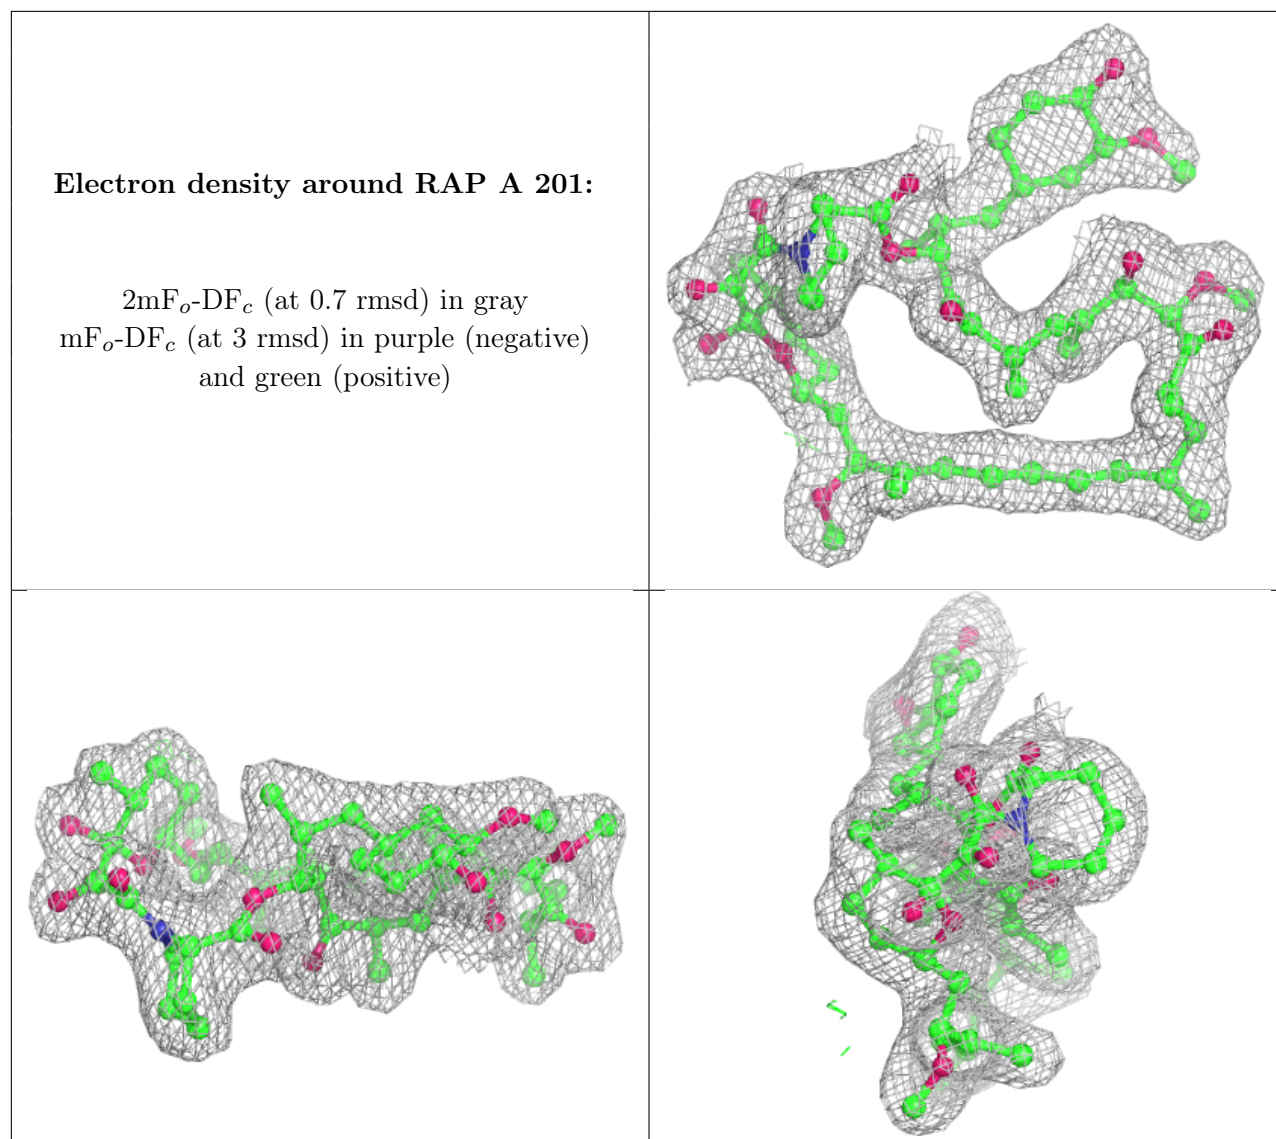 Electron density around RAP A 201:
2mFo-DFc (at 0.7 rmsd) in gray
mFo-DFc (at 3 rmsd) in purple (negative)
and green (positive)